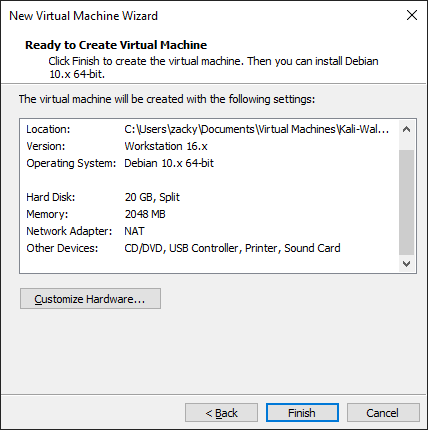 New Virtual Machine Wizard
Ready to Create Virtual Machine
Click Finish to create the virtual machine. Then you can install Debian
10.x 64-bit.
The virtual machine will be created with the following settings:
Location: C:\Users\zacky\Documents\Virtual Machines\Kali-Wal...
Version: Workstation 16.x
Operating System: Debian 10.x 64-bit
Hard Disk: 20 GB, Split
Memory: 2048 MB
Network Adapter: NAT
Other Devices: CD/DVD, USB Controller, Printer, Sound Card
Customize Hardware...
< Back Finish Cancel